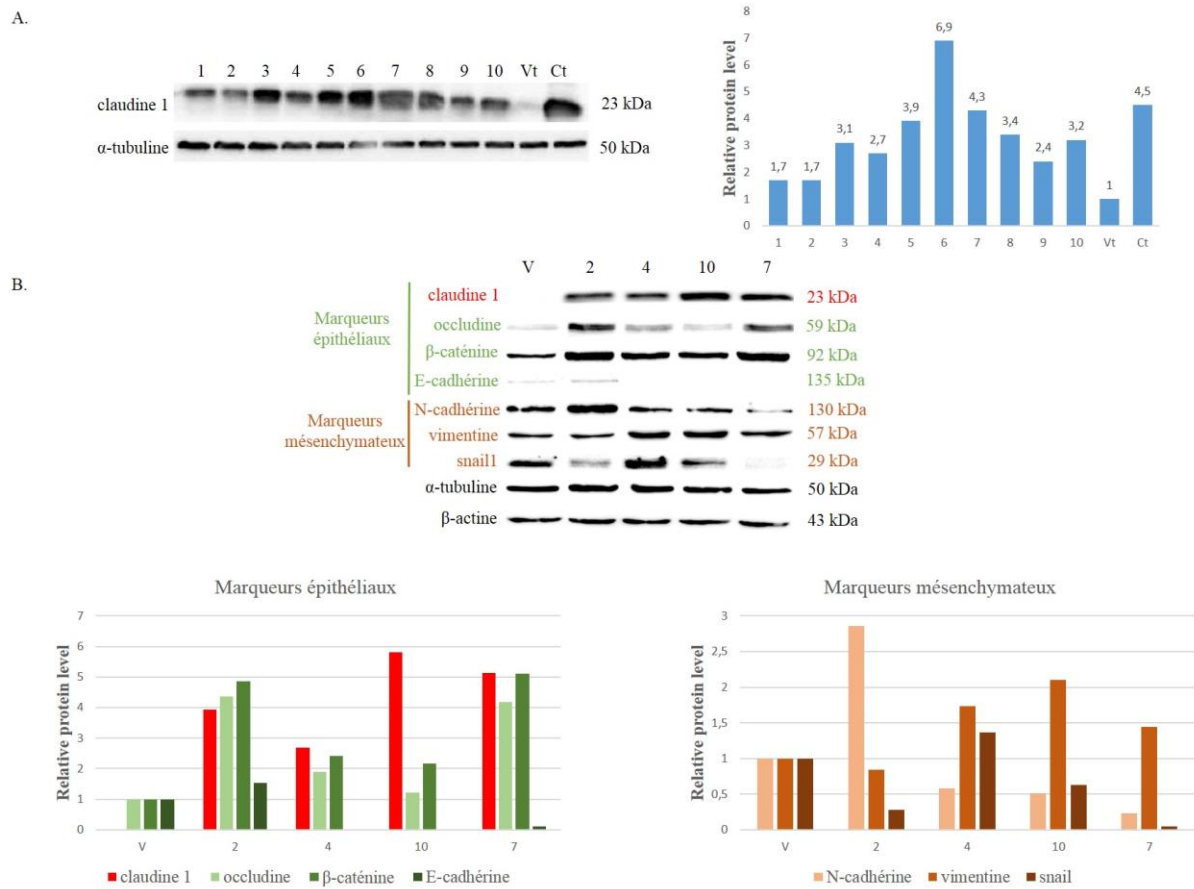 A.
1 2 3 4 5 6 7 8 9 10 Vt Ct
claudine 1 23 kDa
α-tubuline 50 kDa
Relative protein level
8
7
6
5
4
3
2
1
0
1,7 1,7 3,1 2,7 3,9 6,9 4,3 3,4 2,4 3,2 1 4,5
1 2 3 4 5 6 7 8 9 10 Vt Ct
B.
V 2 4 10 7
Marqueurs
épithéliaux
claudine 1 23 kDa
occludine 59 kDa
β-caténine 92 kDa
E-cadhérine 135 kDa
Marqueurs
mésenchymateux
N-cadhérine 130 kDa
vimentine 57 kDa
snail1 29 kDa
α-tubuline 50 kDa
β-actine 43 kDa
Marqueurs épithéliaux
Relative protein level
7
6
5
4
3
2
1
0
V 2 4 10 7
claudine 1 occludine β-caténine E-cadhérine
Marqueurs mésenchymateux
Relative protein level
3
2,5
2
1,5
1
0,5
0
V 2 4 10 7
N-cadhérine vimentine snail